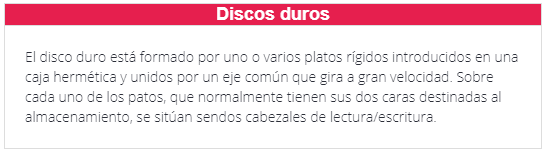 Discos duros
El disco duro está formado por uno o varios platos rígidos introducidos en una
caja hermética y unidos por un eje común que gira a gran velocidad. Sobre
cada uno de los patos, que normalmente tienen sus dos caras destinadas al
almacenamiento, se sitúan sendos cabezales de lectura/escritura.